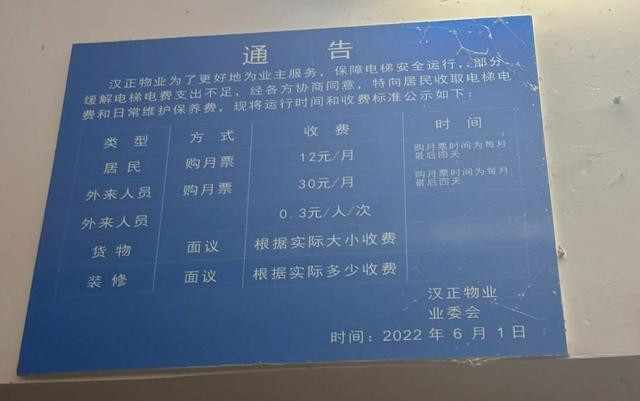 通 告
汉正物业为了更好地为业主服务，保障电梯安全运行，部分
缓解电梯电费支出不足，经各方协商同意，特向居民收取电梯电
费和日常维护保养费，现将运行时间和收费标准公示如下：
类 型 方 式 收 费 时 间
居 民 购月票 12元/月 购月票时间为每月
最后四天
外来人员 购月票 30元/月 购月票时间为每月
最后四天
外来人员 0.3元/人/次
货 物 面议 根据实际大小收费
装 修 面议 根据实际多少收费
汉正物业
业委会
时间：2022 年 6 月 1 日